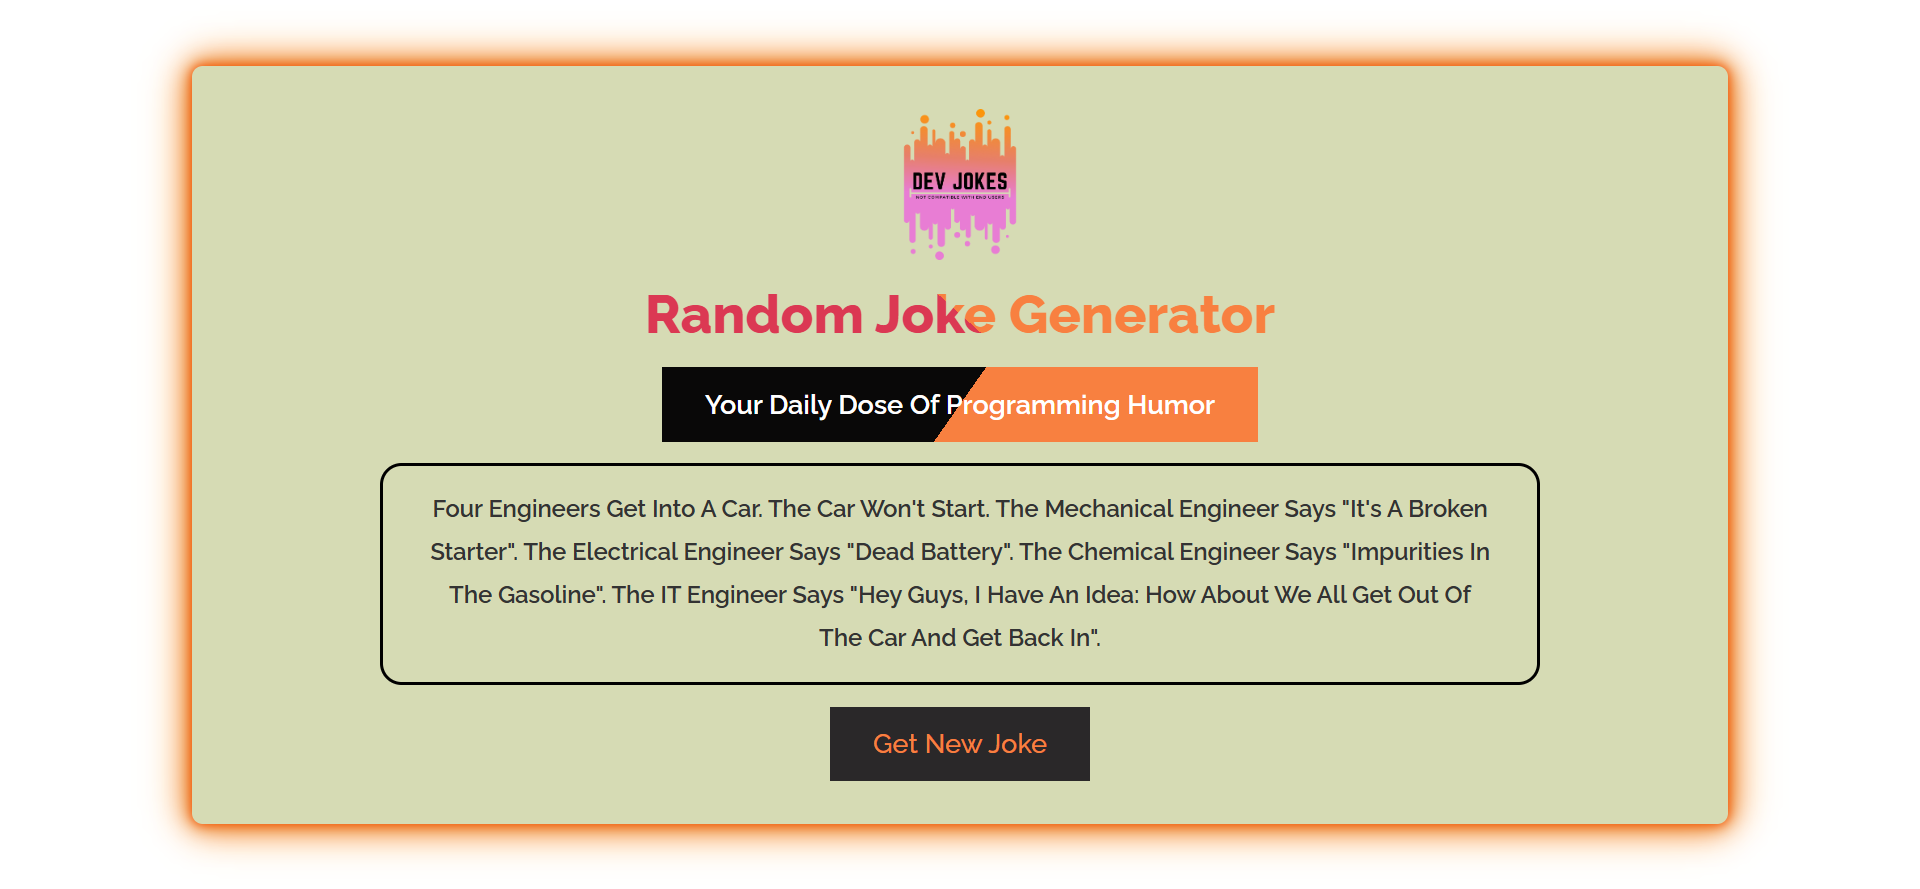 DEV JOKES
NOT COMPATIBLE WITH END USERS
Random Joke Generator
Your Daily Dose Of Programming Humor
Four Engineers Get Into A Car. The Car Won't Start. The Mechanical Engineer Says "It's A Broken
Starter". The Electrical Engineer Says "Dead Battery". The Chemical Engineer Says "Impurities In
The Gasoline". The IT Engineer Says "Hey Guys, I Have An Idea: How About We All Get Out Of
The Car And Get Back In".
Get New Joke